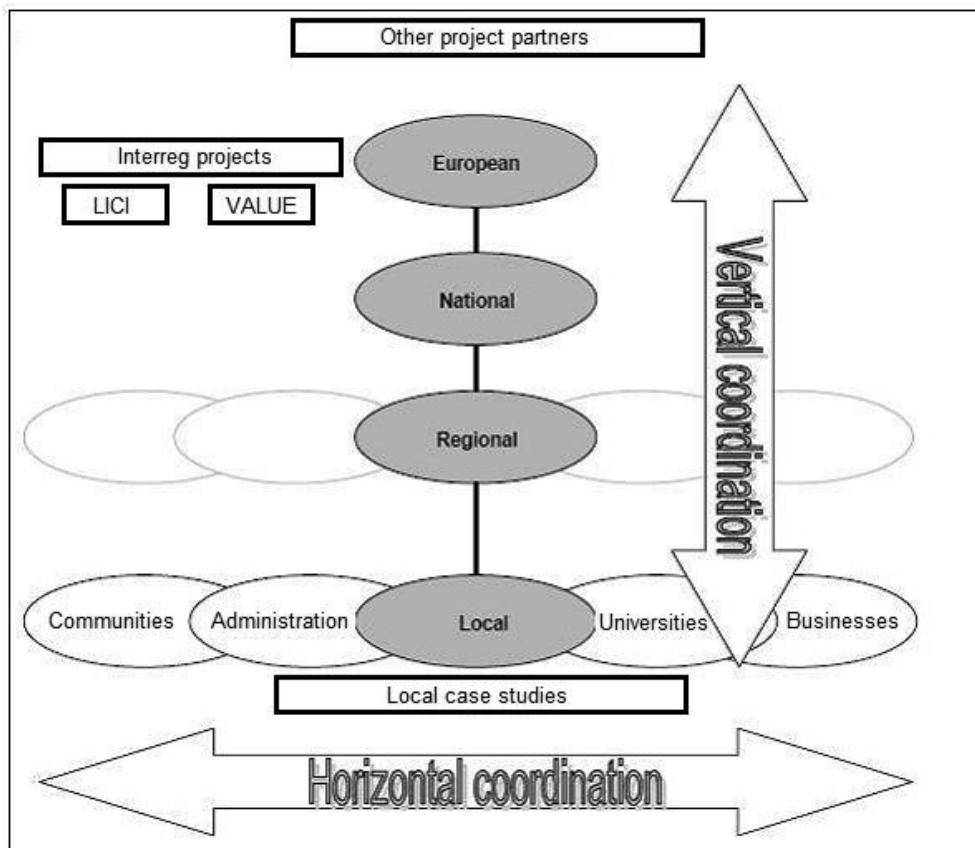 Other project partners
Interreg projects
LICI
VALUE
European
National
Regional
Communities
Administration
Local
Universities
Businesses
Local case studies
Vertical coordination
Horizontal coordination